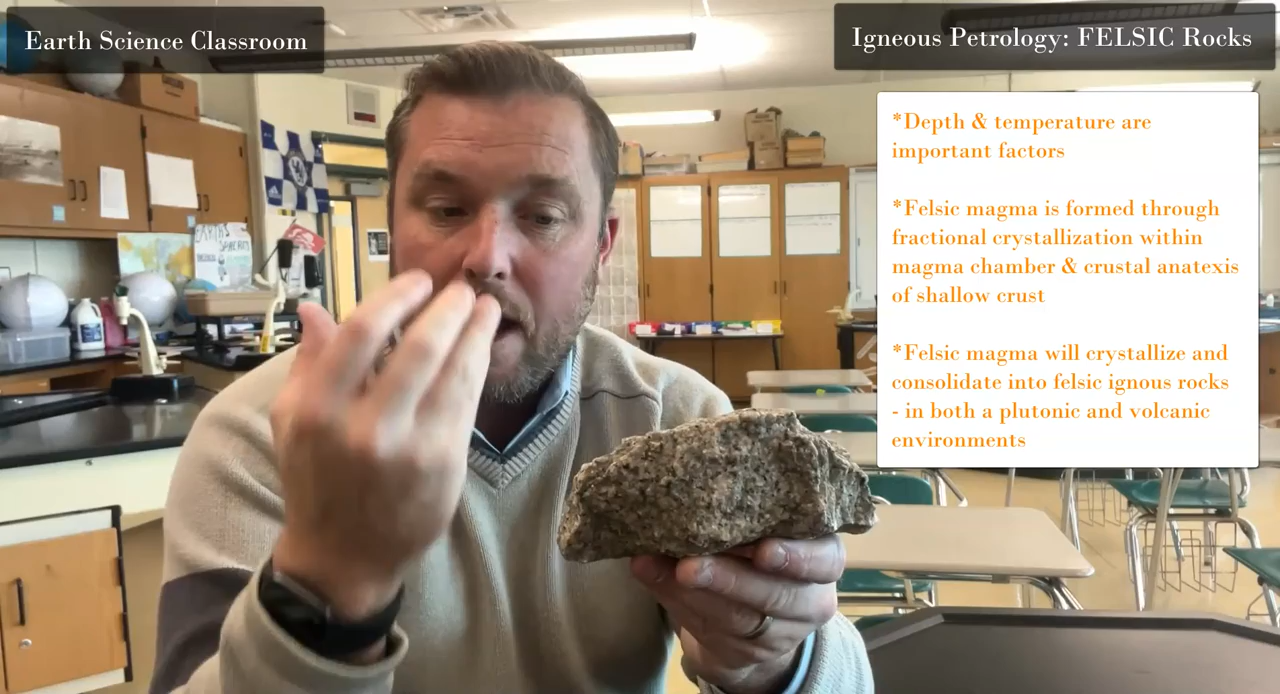 Earth Science Classroom
Igneous Petrology: FELSIC Rocks
*Depth & temperature are
important factors
*Felsic magma is formed through
fractional crystallization within
magma chamber & crustal anatexis
of shallow crust
*Felsic magma will crystallize and
consolidate into felsic ignous rocks
- in both a plutonic and volcanic
environments